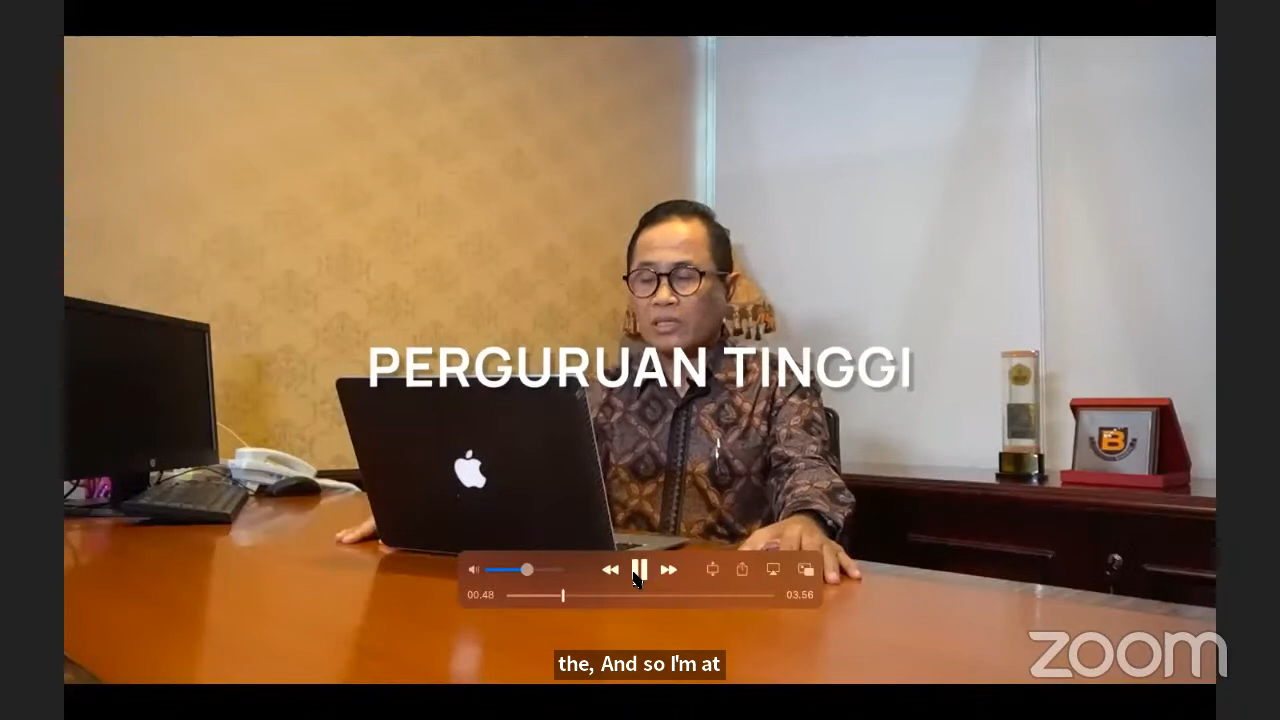 PERGURUAN TINGGI
00.48
03.56
the, And so I'm at
zoom